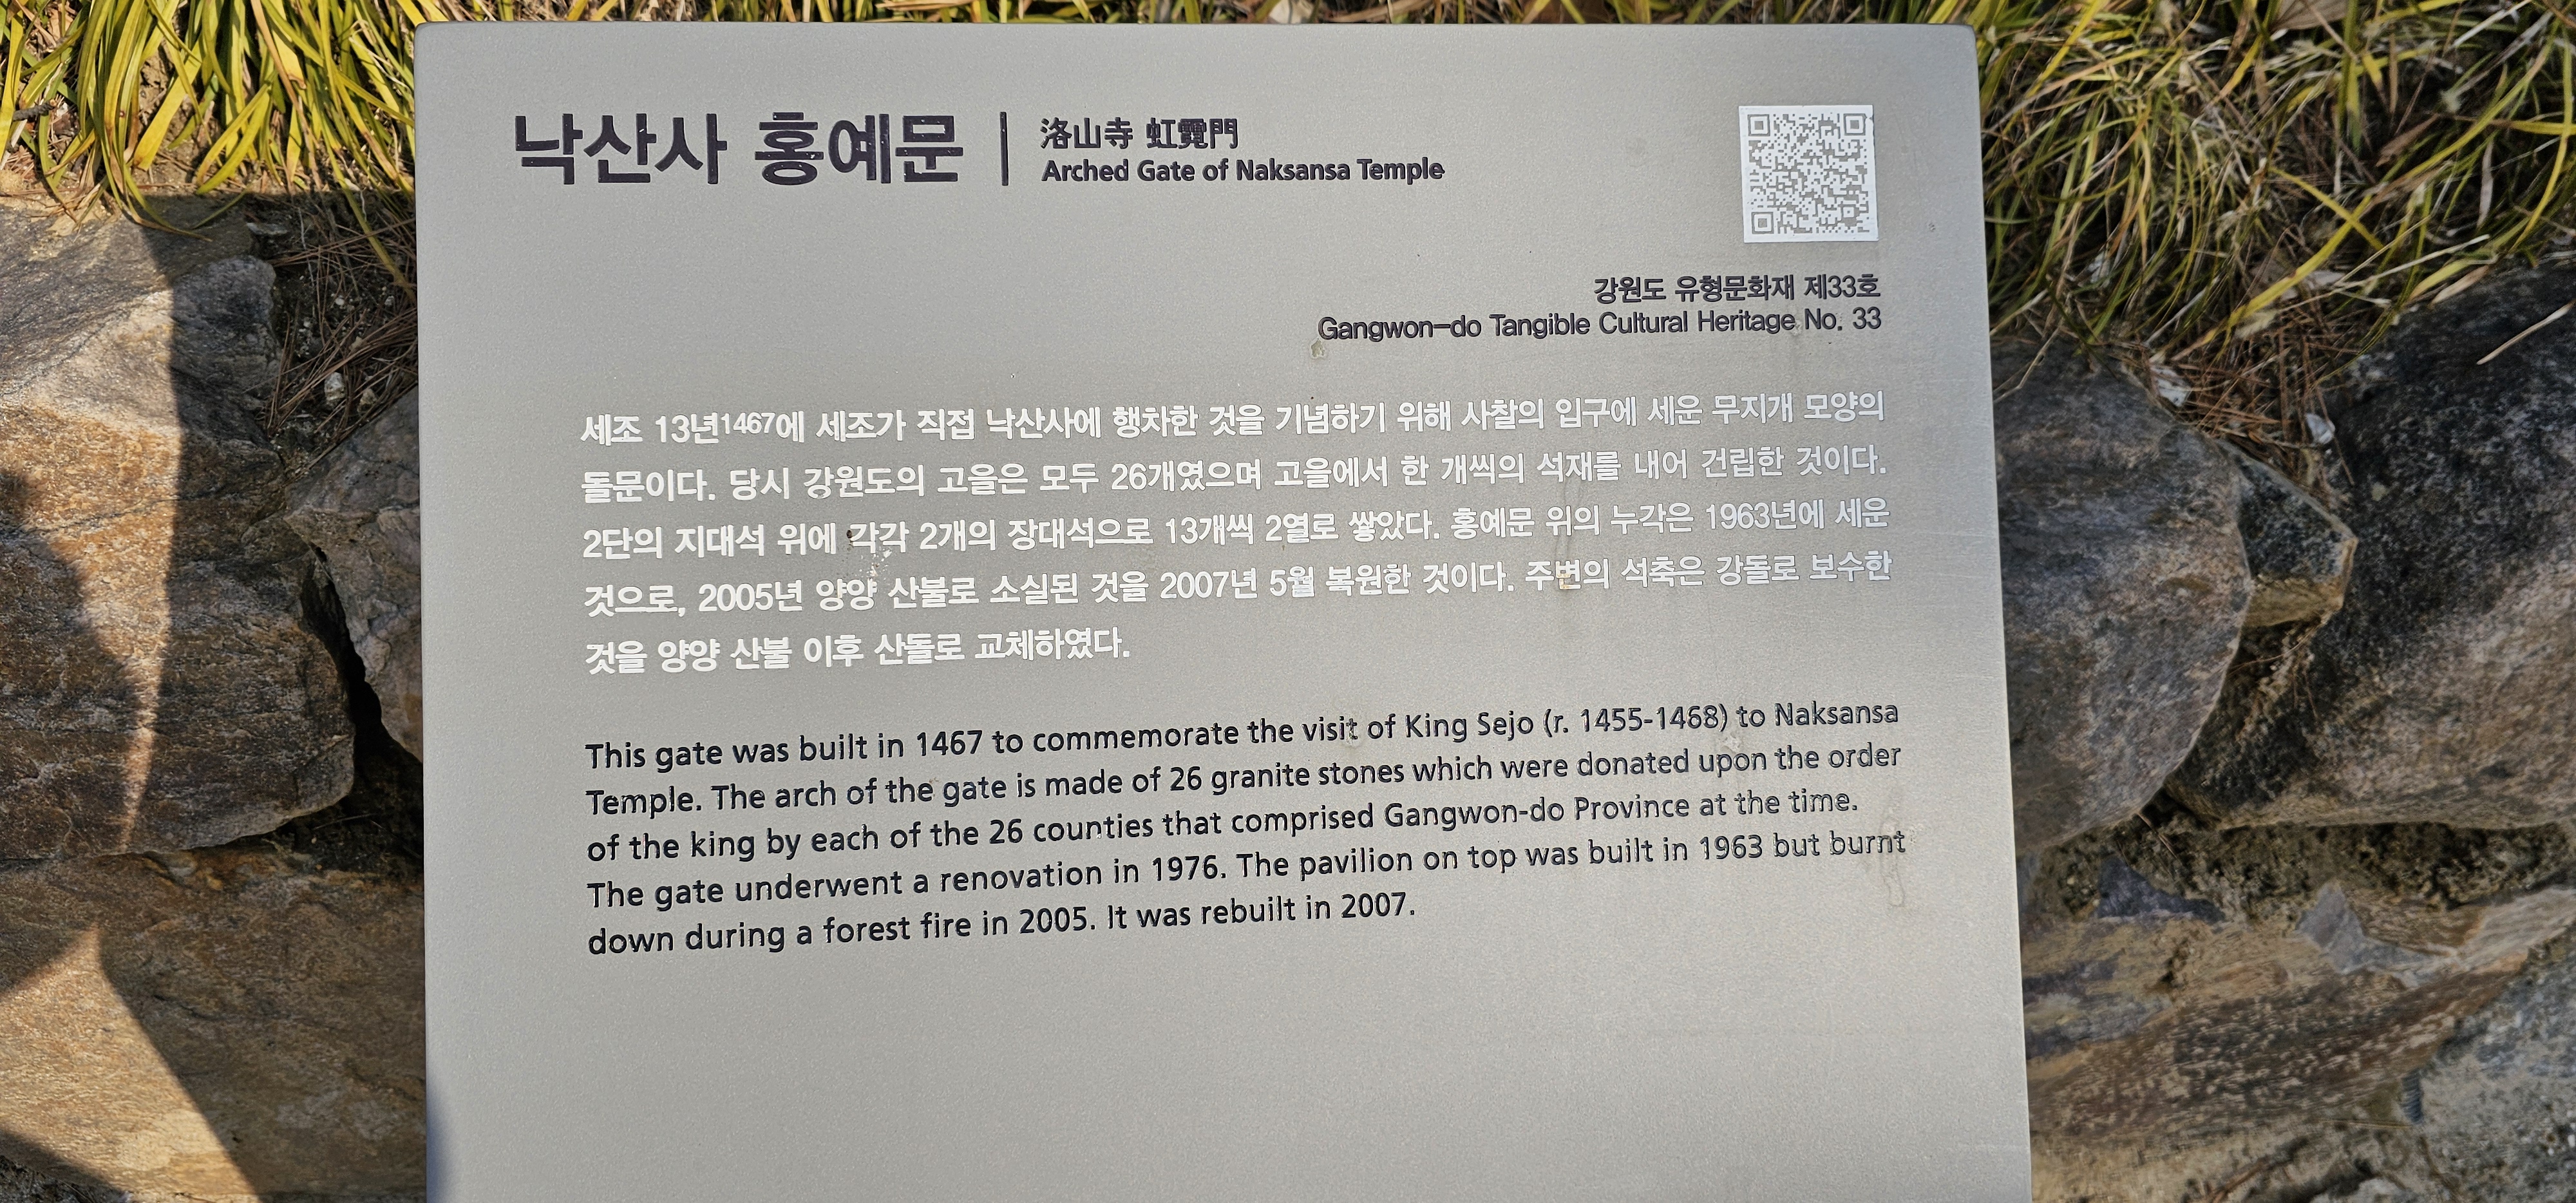 낙산사 홍예문
洛山寺 虹霓門
Arched Gate of Naksansa Temple
강원도 유형문화재 제33호
Gangwon-do Tangible Cultural Heritage No. 33
세조 13년1467에 세조가 직접 낙산사에 행차한 것을 기념하기 위해 사찰의 입구에 세운 무지개 모양의
돌문이다. 당시 강원도의 고을은 모두 26개였으며 고을에서 한 개씩의 석재를 내어 건립한 것이다.
2단의 지대석 위에 각각 2개의 장대석으로 13개씩 2열로 쌓았다. 홍예문 위의 누각은 1963년에 세운
것으로, 2005년 양양 산불로 소실된 것을 2007년 5월 복원한 것이다. 주변의 석축은 강돌로 보수한
것을 양양 산불 이후 산돌로 교체하였다.
This gate was built in 1467 to commemorate the visit of King Sejo (r. 1455-1468) to Naksansa
Temple. The arch of the gate is made of 26 granite stones which were donated upon the order
of the king by each of the 26 counties that comprised Gangwon-do Province at the time.
The gate underwent a renovation in 1976. The pavilion on top was built in 1963 but burnt
down during a forest fire in 2005. It was rebuilt in 2007.